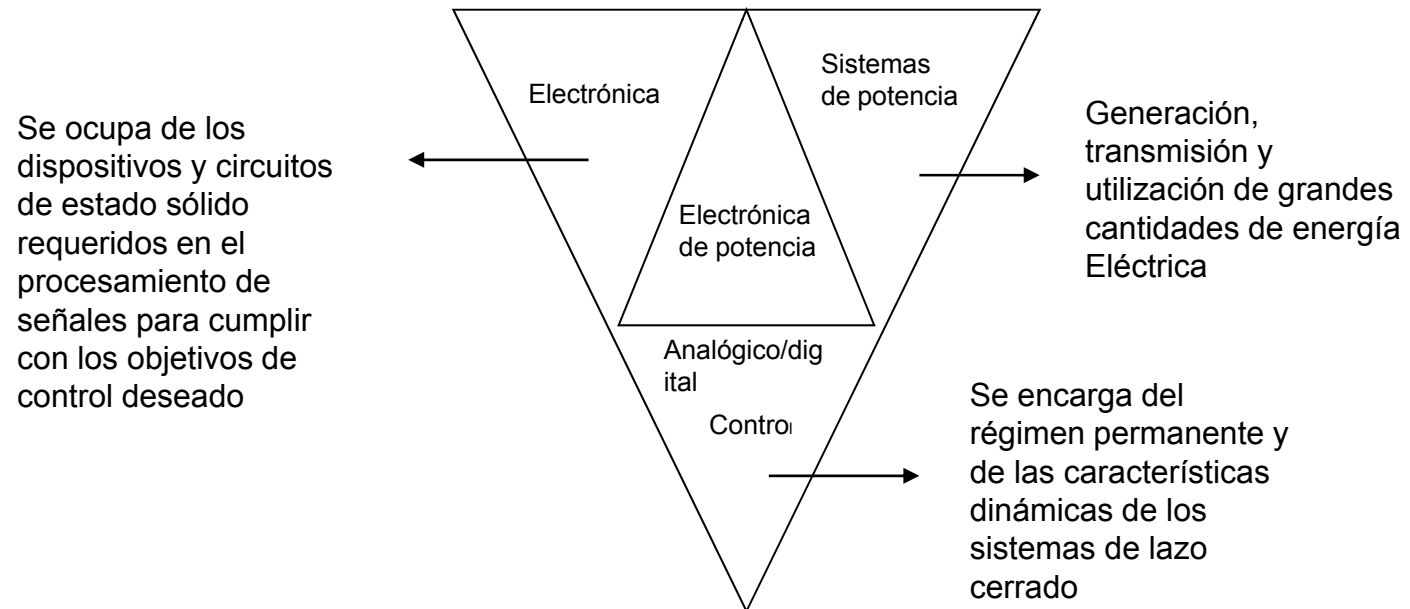 Se ocupa de los
dispositivos y circuitos
de estado sólido
requeridos en el
procesamiento de
señales para cumplir
con los objetivos de
control deseado
Electrónica
Sistemas
de potencia
Electrónica
de potencia
Analógico/dig
ital
Control
Generación,
transmisión y
utilización de grandes
cantidades de energía
Eléctrica
Se encarga del
régimen permanente y
de las características
dinámicas de los
sistemas de lazo
cerrado